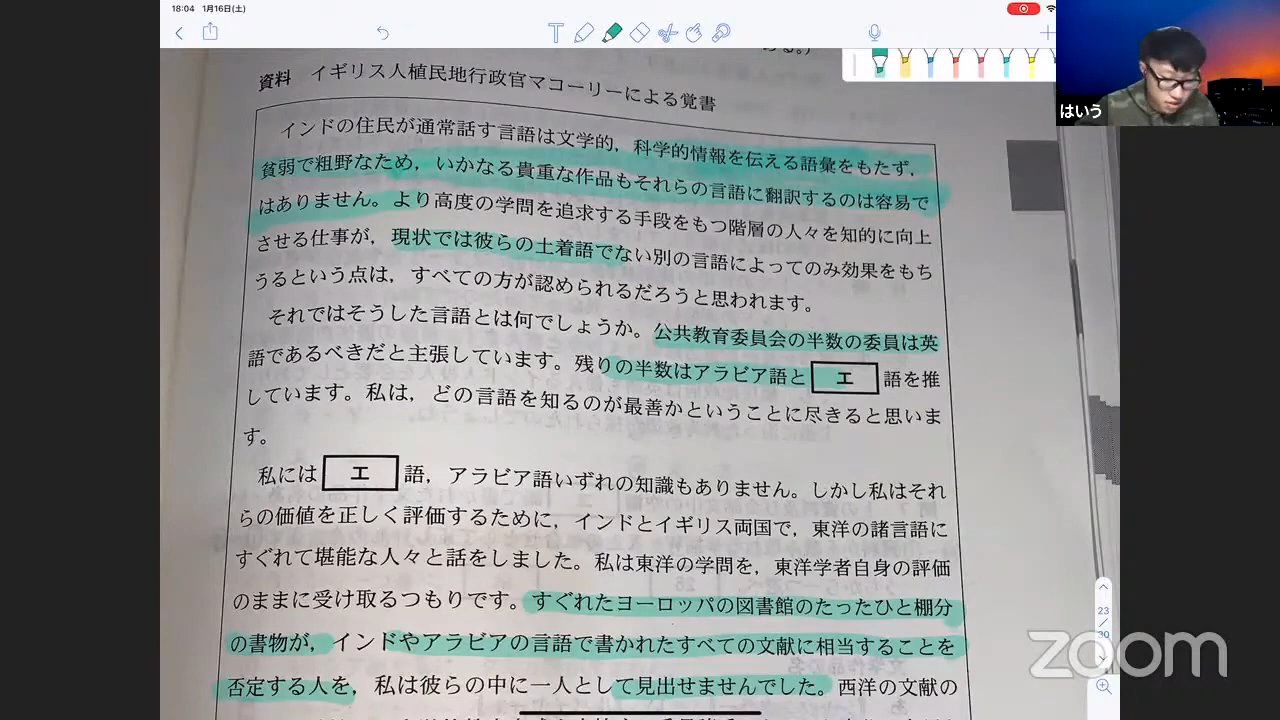 18:04 1月16日(土)
はいう
資料 イギリス人植民地行政官マコーリーによる覚書
インドの住民が通常話す言語は文学的，科学的情報を伝える語彙をもたず，
貧弱で粗野なため，いかなる貴重な作品もそれらの言語に翻訳するのは容易で
はありません。より高度の学問を追求する手段をもつ階層の人々を知的に向上
させる仕事が，現状では彼らの土着語でない別の言語によってのみ効果をもち
うるという点は，すべての方が認められるだろうと思われます。
それではそうした言語とは何でしょうか。公共教育委員会の半数の委員は英
語であるべきだと主張しています。残りの半数はアラビア語と エ 語を推
しています。私は，どの言語を知るのが最善かということに尽きると思いま
す。
私には エ 語，アラビア語いずれの知識もありません。しかし私はそれ
らの価値を正しく評価するために，インドとイギリス両国で，東洋の諸言語に
すぐれて堪能な人々と話をしました。私は東洋の学問を，東洋学者自身の評価
のままに受け取るつもりです。すぐれたヨーロッパの図書館のたったひと棚分
の書物が，インドやアラビアの言語で書かれたすべての文献に相当することを
否定する人を，私は彼らの中に一人として見出せませんでした。西洋の文献の
23
30
zoom